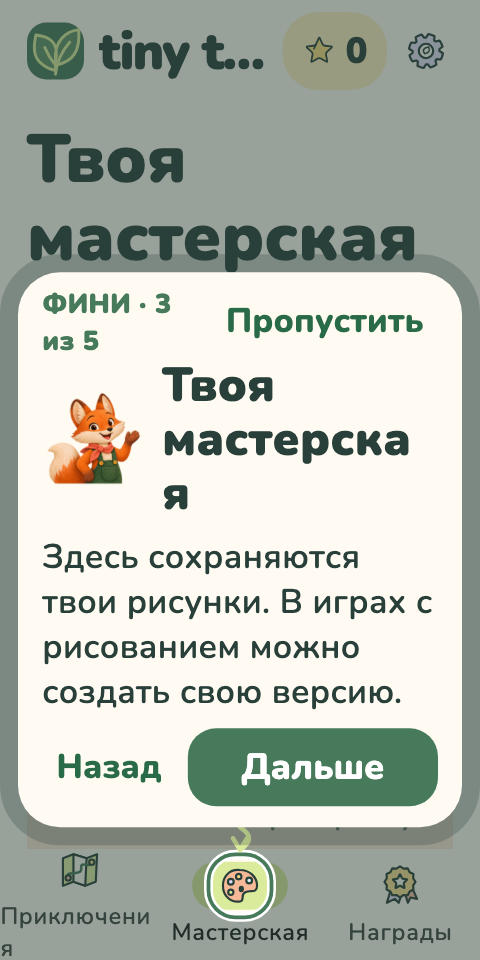 tiny t...
0
Твоя
мастерская
ФИНИ · 3
из 5
Пропустить
Твоя
мастерска
я
Здесь сохраняются
твои рисунки. В играх с
рисованием можно
создать свою версию.
Назад
Дальше
Приключени
я
Мастерская
Награды